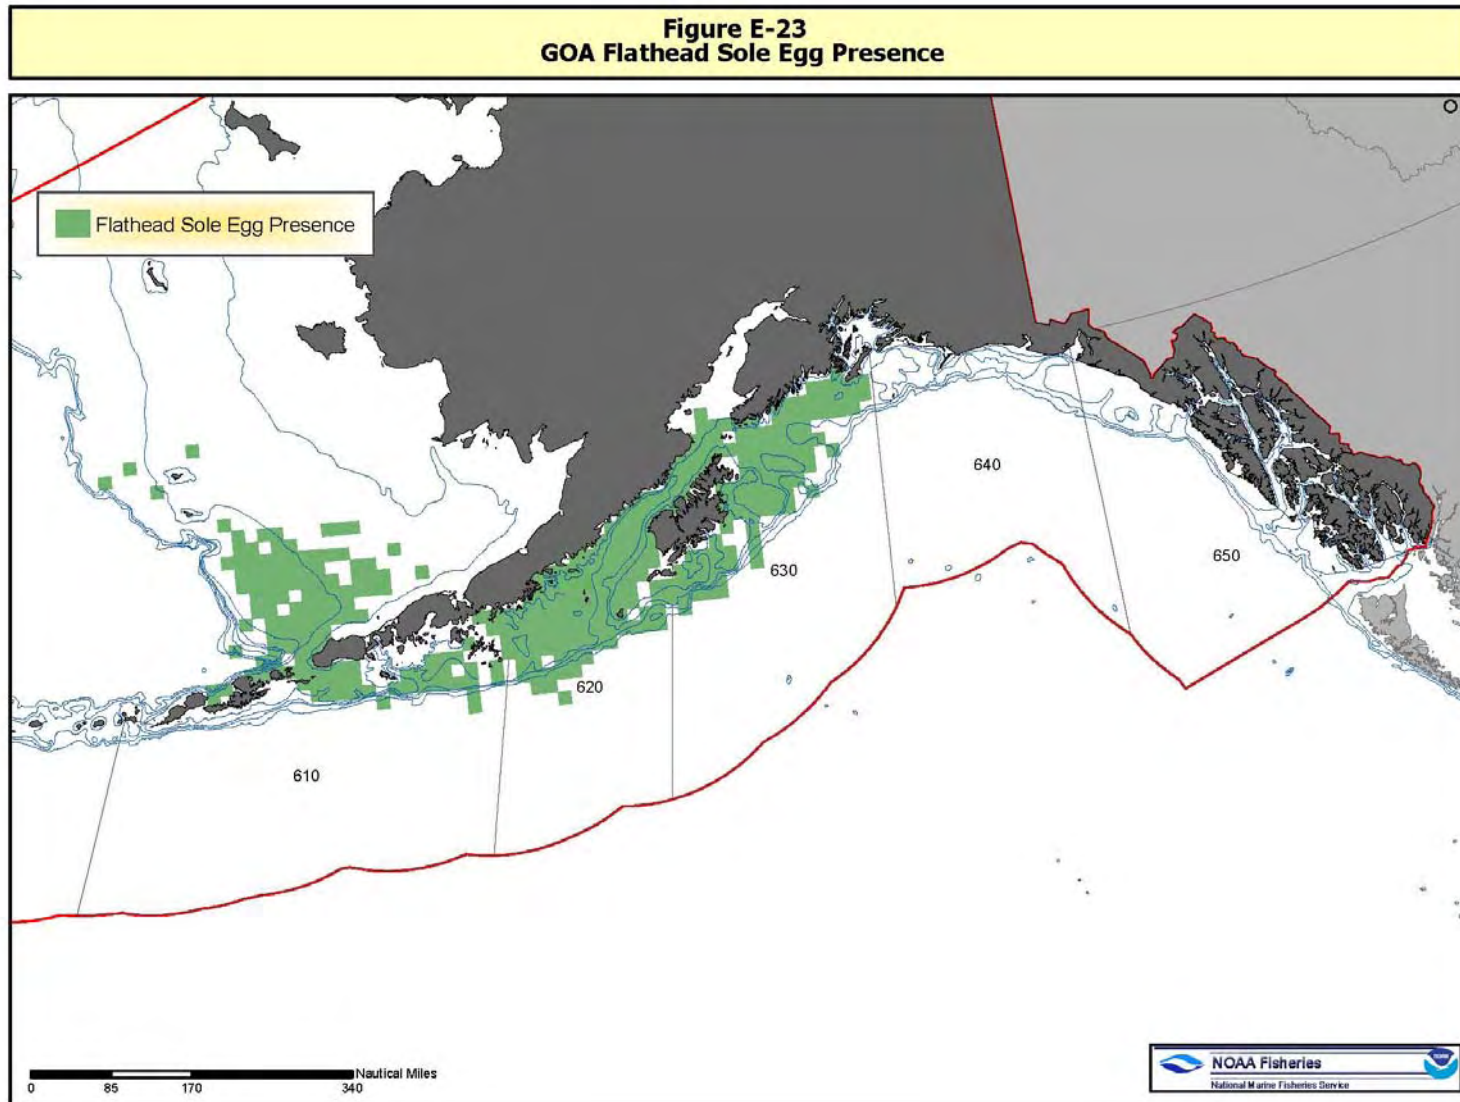 Figure E-23
GOA Flathead Sole Egg Presence
Flathead Sole Egg Presence
640
650
630
620
610
Nautical Miles
0 85 170 340
NOAA Fisheries
National Marine Fisheries Service